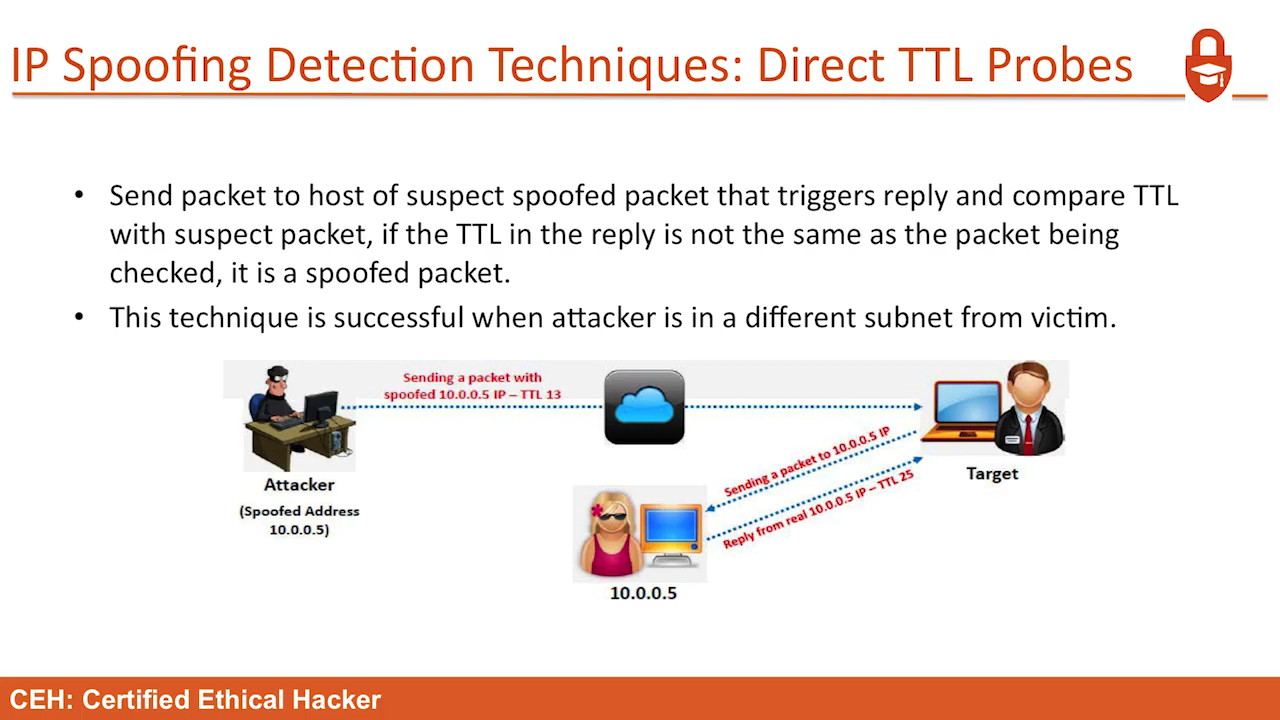 IP Spoofing Detection Techniques: Direct TTL Probes
• Send packet to host of suspect spoofed packet that triggers reply and compare TTL
with suspect packet, if the TTL in the reply is not the same as the packet being
checked, it is a spoofed packet.
• This technique is successful when attacker is in a different subnet from victim.
Sending a packet with
spoofed 10.0.0.5 IP – TTL 13
Sending a packet to 10.0.0.5 IP
Reply from real 10.0.0.5 IP – TTL 25
Target
Attacker
(Spoofed Address
10.0.0.5)
10.0.0.5
CEH: Certified Ethical Hacker